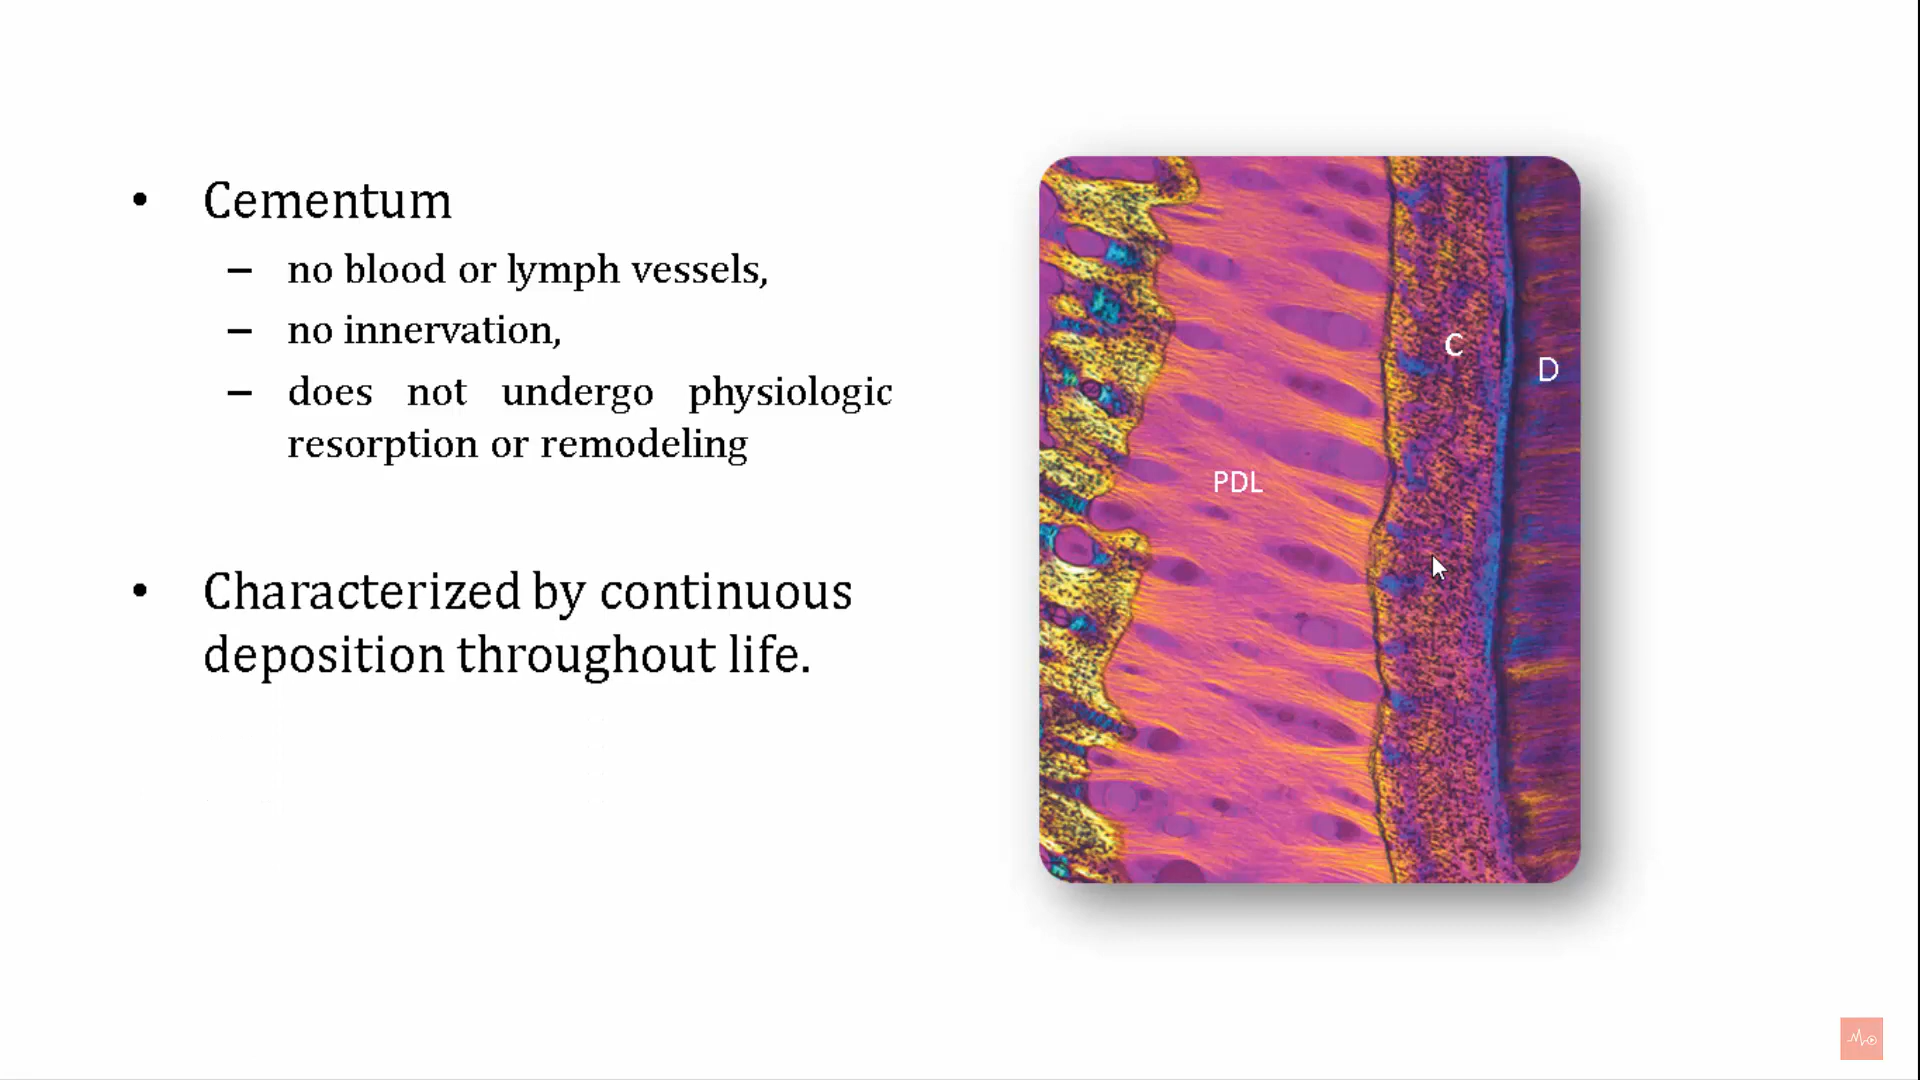 • Cementum
– no blood or lymph vessels,
– no innervation,
– does not undergo physiologic
resorption or remodeling
• Characterized by continuous
deposition throughout life.
PDL
C
D